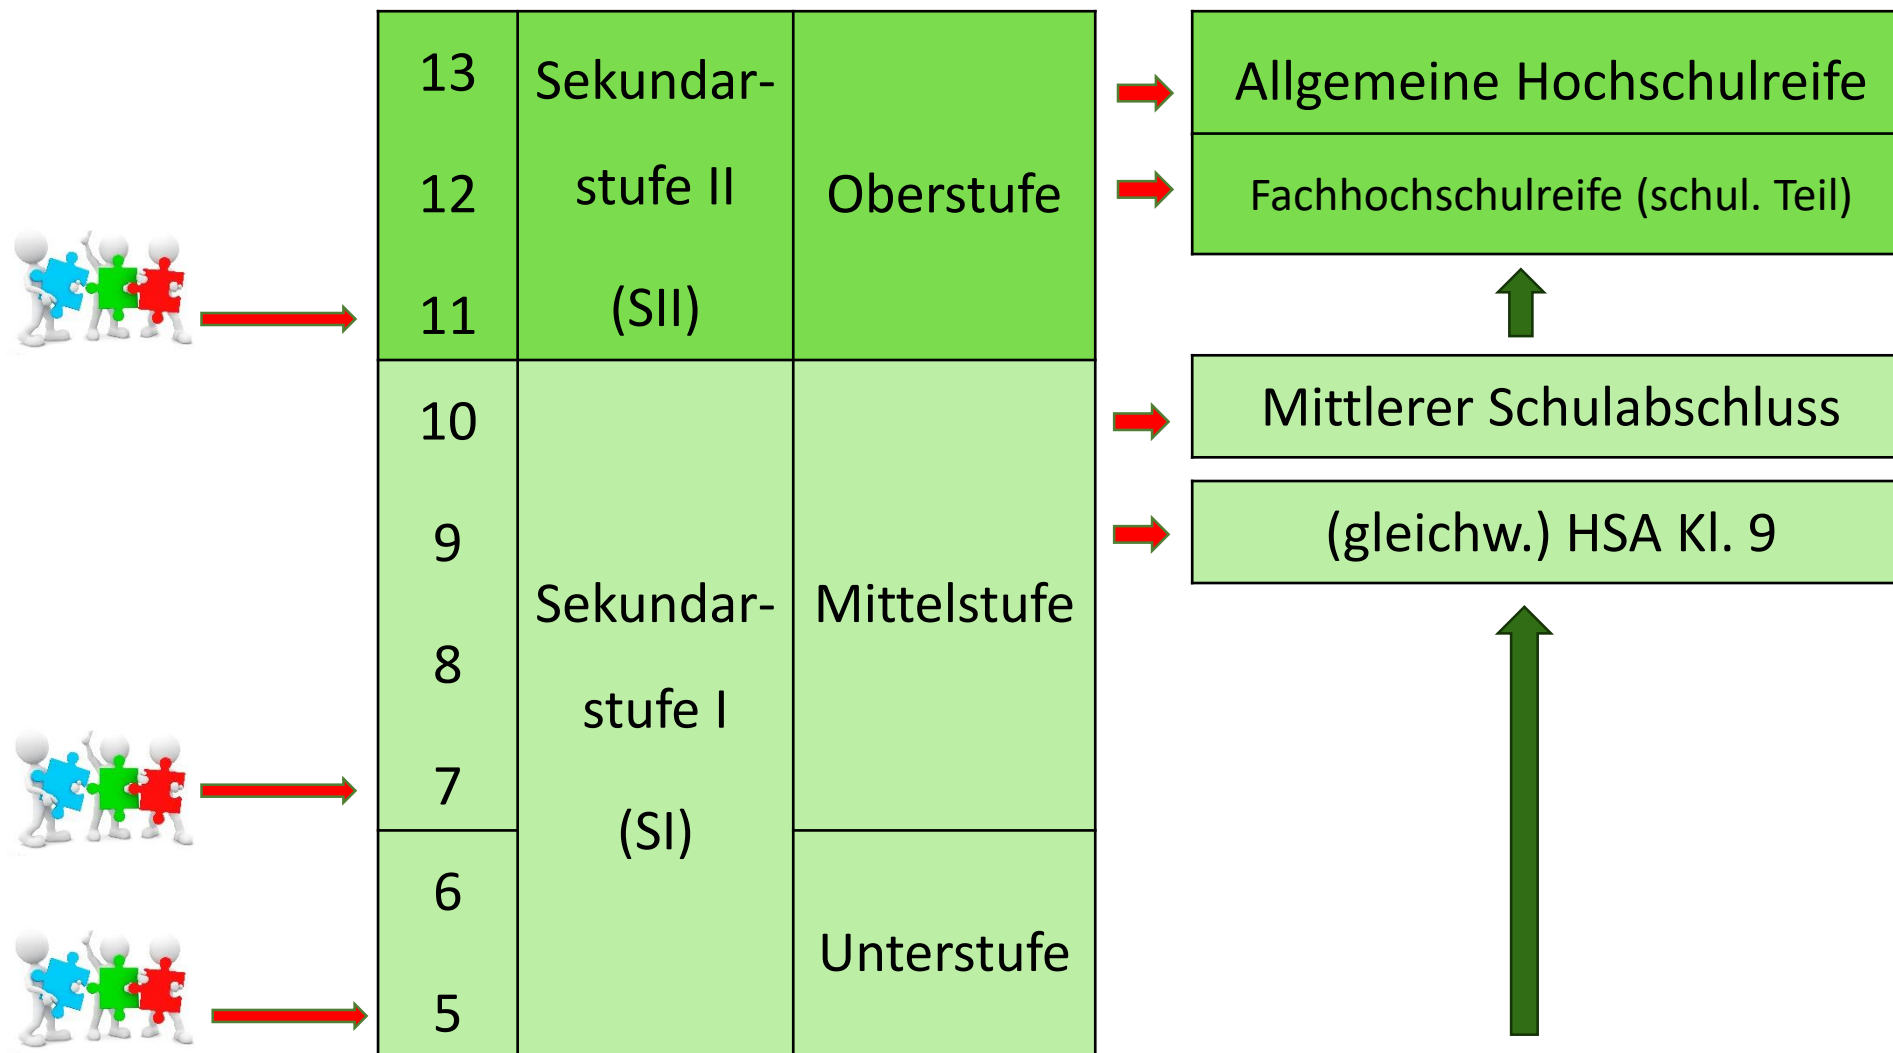 13
12
11
Sekundar-
stufe II
(SII)
Oberstufe
Allgemeine Hochschulreife
Fachhochschulreife (schul. Teil)
10
9
8
7
Sekundar-
stufe I
(SI)
Mittelstufe
Mittlerer Schulabschluss
(gleichw.) HSA Kl. 9
6
5
Unterstufe